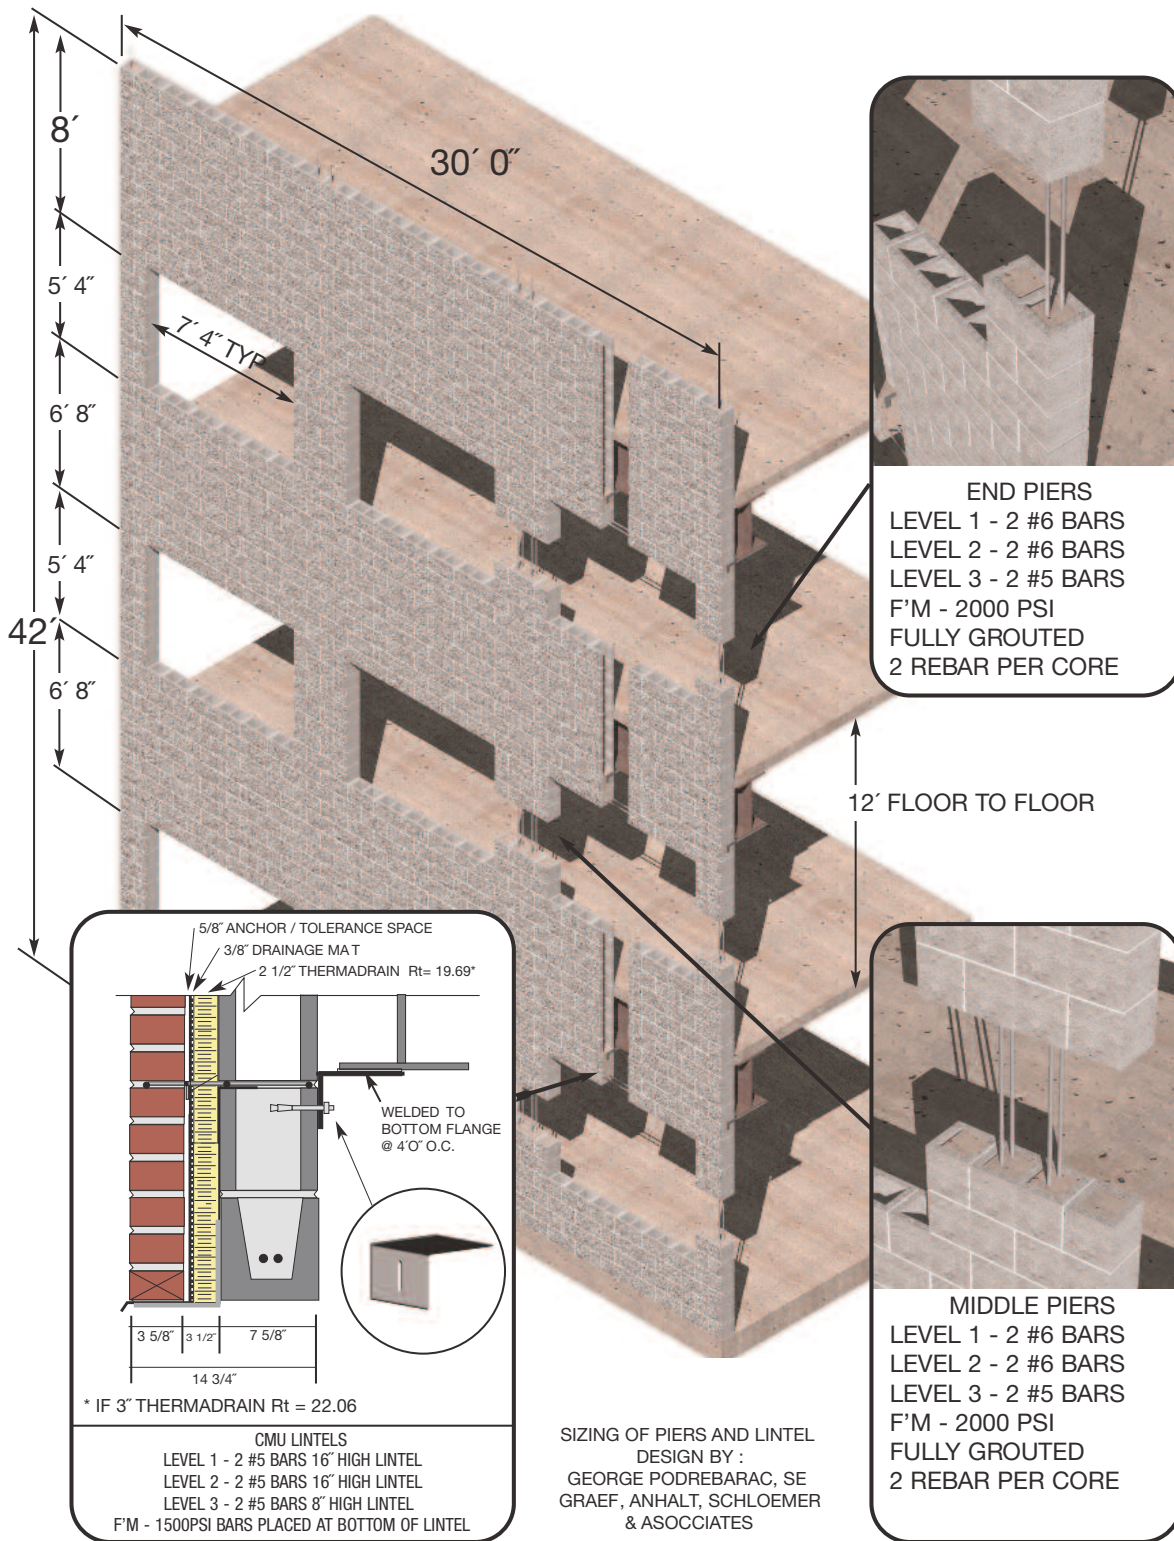 8′
30′ 0″
5′ 4″
7′ 4″ TYP
6′ 8″
5′ 4″
42′
6′ 8″
END PIERS
LEVEL 1 - 2 #6 BARS
LEVEL 2 - 2 #6 BARS
LEVEL 3 - 2 #5 BARS
F’M - 2000 PSI
FULLY GROUTED
2 REBAR PER CORE
12′ FLOOR TO FLOOR
5/8″ ANCHOR / TOLERANCE SPACE
3/8″ DRAINAGE MAT
2 1/2″ THERMADRAIN Rt= 19.69*
WELDED TO
BOTTOM FLANGE
@ 4′O″ O.C.
3 5/8″
3 1/2″
7 5/8″
14 3/4″
* IF 3″ THERMADRAIN Rt = 22.06
CMU LINTELS
LEVEL 1 - 2 #5 BARS 16″ HIGH LINTEL
LEVEL 2 - 2 #5 BARS 16″ HIGH LINTEL
LEVEL 3 - 2 #5 BARS 8″ HIGH LINTEL
F’M - 1500PSI BARS PLACED AT BOTTOM OF LINTEL
SIZING OF PIERS AND LINTEL
DESIGN BY :
GEORGE PODREBARAC, SE
GRAEF, ANHALT, SCHLOEMER
& ASOCCIATES
MIDDLE PIERS
LEVEL 1 - 2 #6 BARS
LEVEL 2 - 2 #6 BARS
LEVEL 3 - 2 #5 BARS
F’M - 2000 PSI
FULLY GROUTED
2 REBAR PER CORE